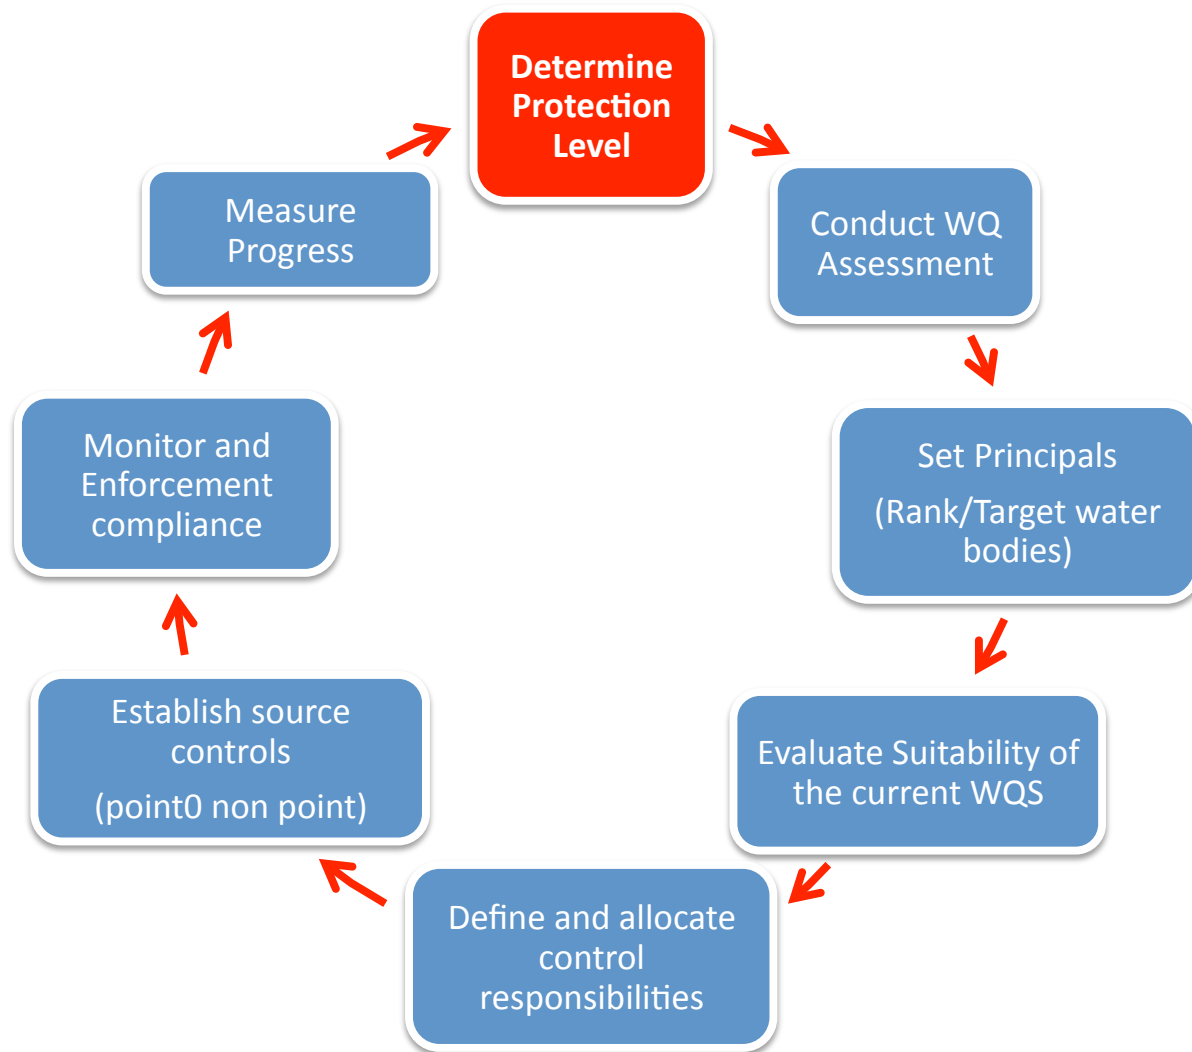 Determine
Protection
Level
Conduct WQ
Assessment
Set Principals
(Rank/Target water
bodies)
Evaluate Suitability of
the current WQS
Define and allocate
control
responsibilities
Establish source
controls
(point0 non point)
Monitor and
Enforcement
compliance
Measure
Progress